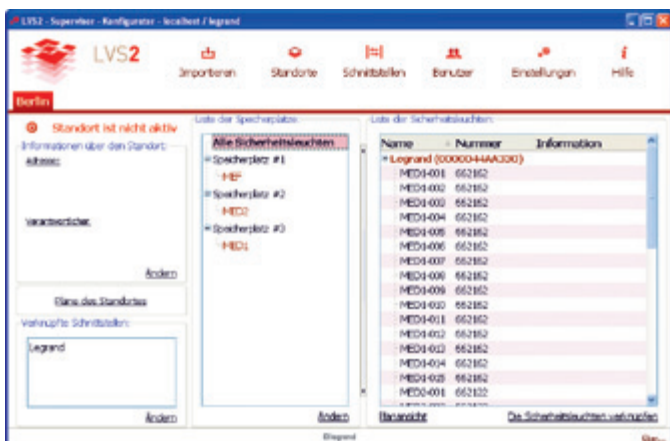 LVS2 - Supervisor - Konfigurator - localhost / legrand
LVS2
Importieren
Standorte
Schnittstellen
Benutzer
Einstellungen
Hilfe
Berlin
Standort ist nicht aktiv
Informationen über den Standort:
Adresse:
Verantwortlicher:
Ändern
Pläne des Standortes
Verknüpfte Schnittstellen:
Legrand
Ändern
Liste der Speicherplätze:
Alle Sicherheitsleuchten
Speicherplatz #1
MEF
Speicherplatz #2
MED2
Speicherplatz #3
MED1
Ändern
Liste der Sicherheitsleuchten:
Name Nummer Information
Legrand
MED1-001 662162
MED1-002 662162
MED1-003 662162
MED1-004 662162
MED1-005 662162
MED1-006 662162
MED1-007 662162
MED1-008 662162
MED1-009 662162
MED1-010 662162
MED1-011 662162
MED1-012 662162
MED1-013 662162
MED1-014 662162
MED1-015 662162
MED2-001 662122
Planansicht
Die Sicherheitsleuchten verknüpfen